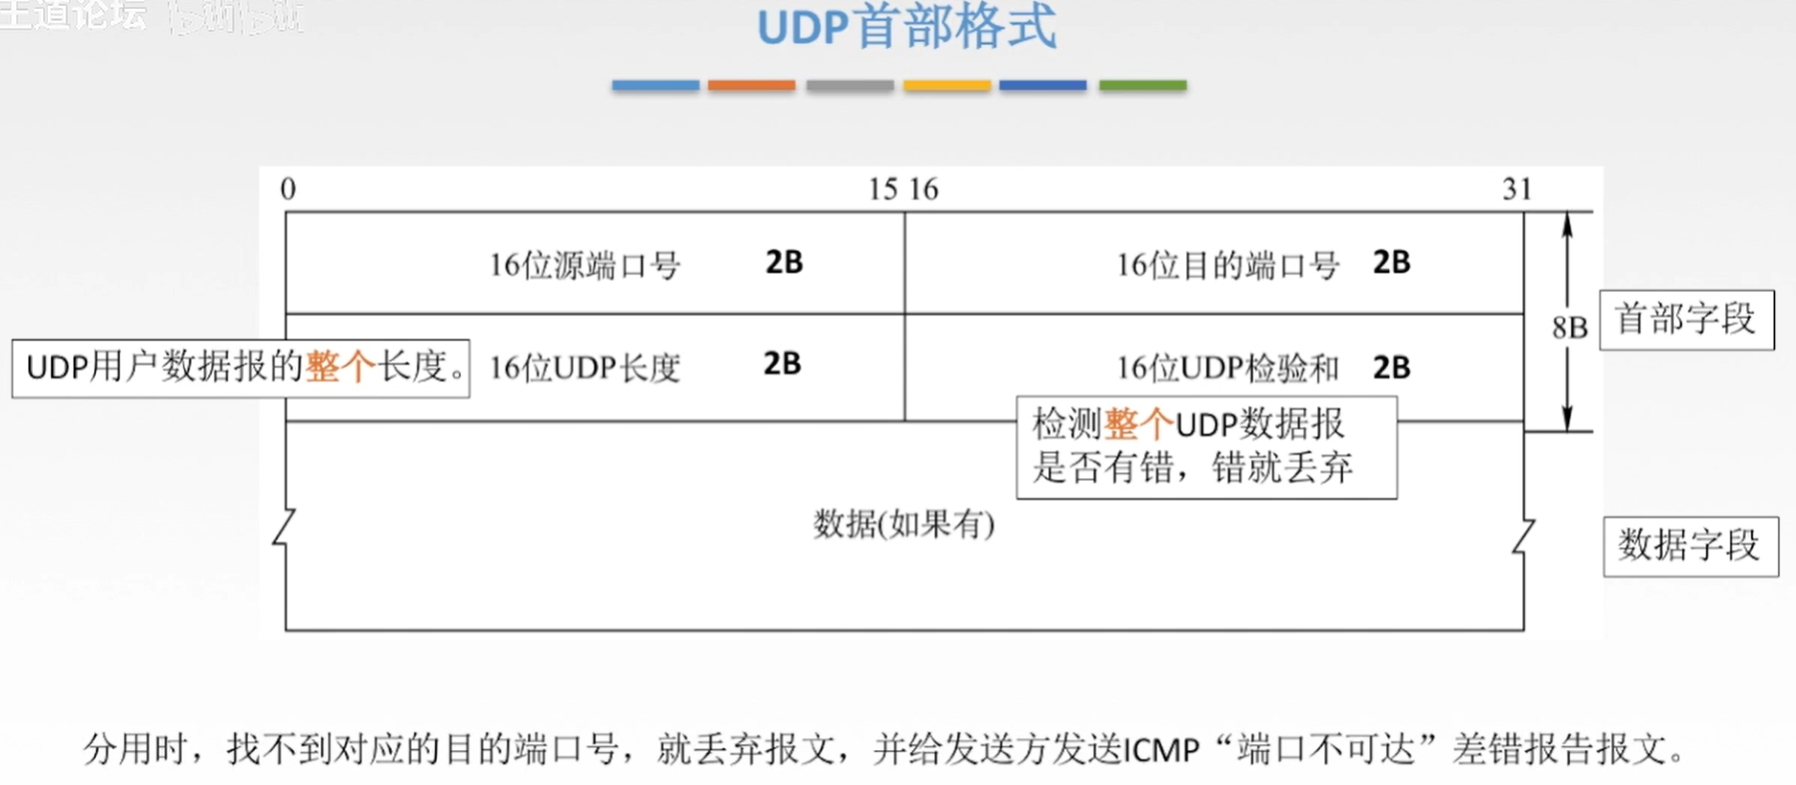 王道论坛 bilibili
UDP首部格式
0 15 16 31
16位源端口号 2B 16位目的端口号 2B
首部字段
8B
UDP用户数据报的整个长度。 16位UDP长度 2B 16位UDP检验和 2B
检测整个UDP数据报
是否有错，错就丢弃
数据(如果有)
数据字段
分用时，找不到对应的目的端口号，就丢弃报文，并给发送方发送ICMP“端口不可达”差错报告报文。